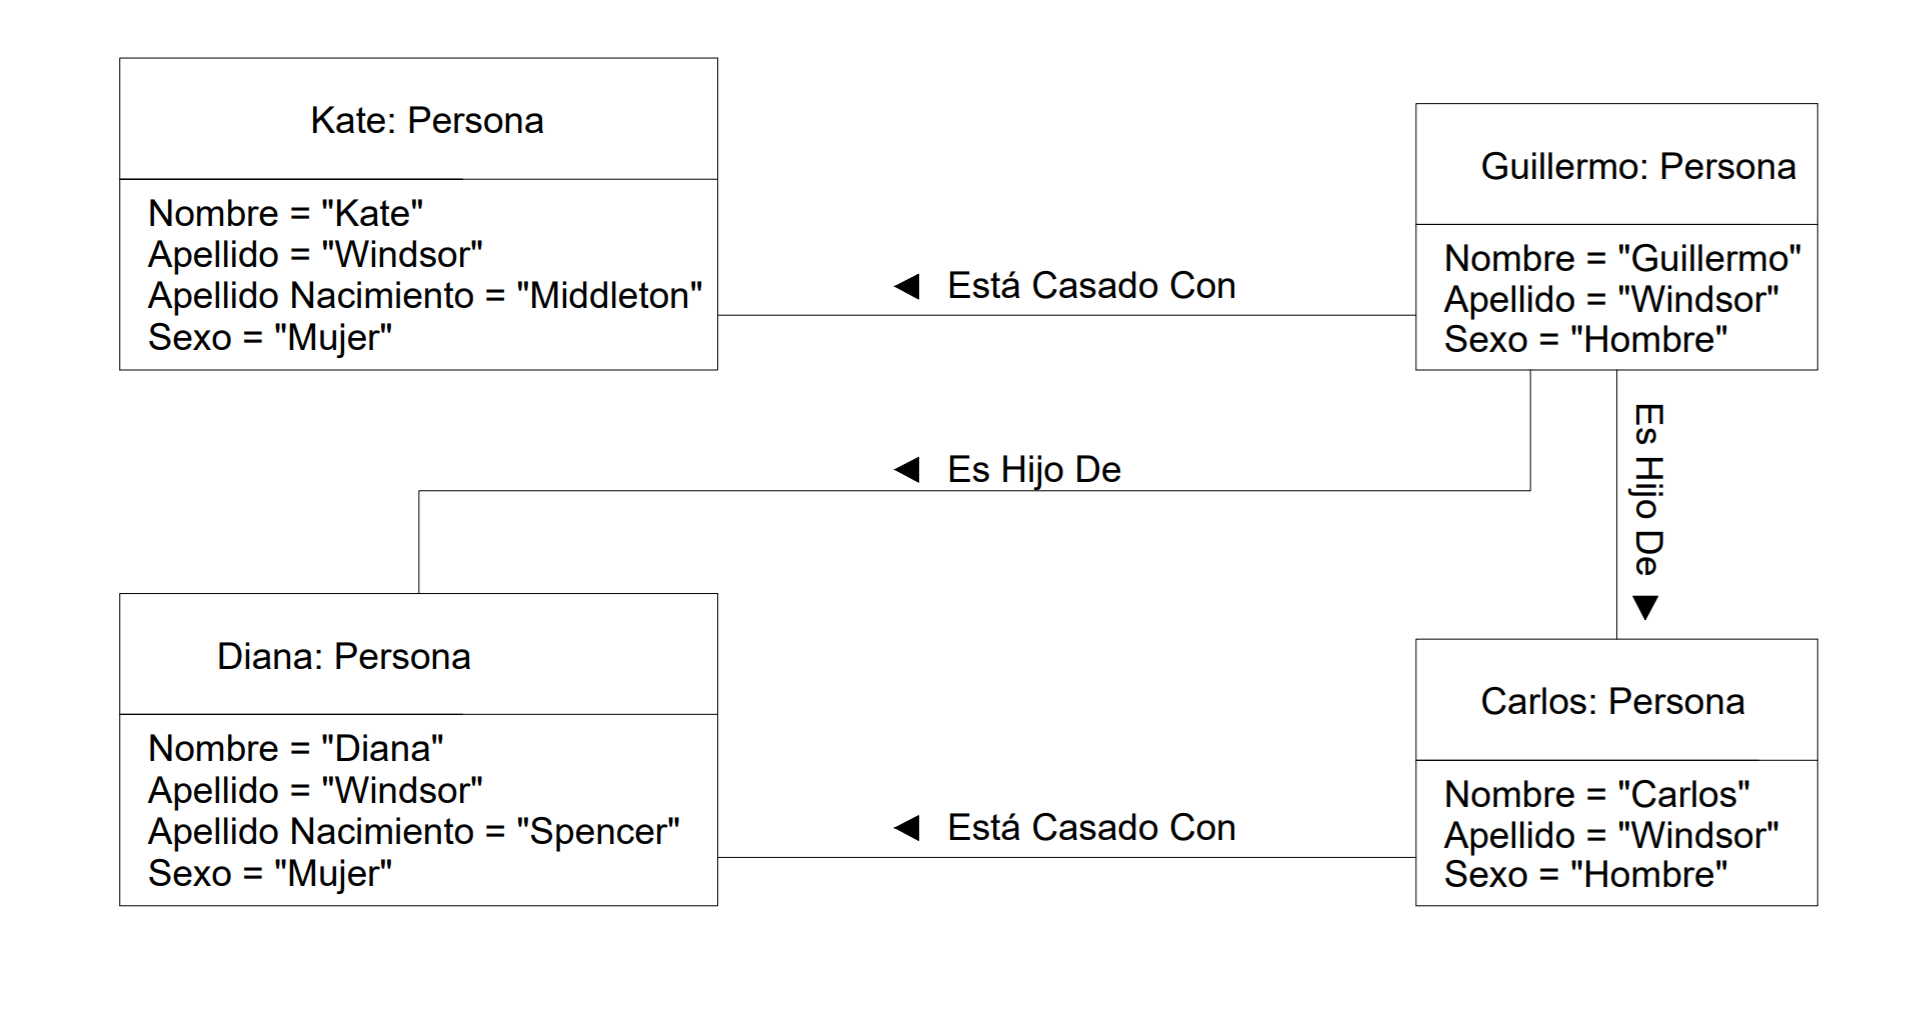 Kate: Persona
Nombre = "Kate"
Apellido = "Windsor"
Apellido Nacimiento = "Middleton"
Sexo = "Mujer"
Está Casado Con
Guillermo: Persona
Nombre = "Guillermo"
Apellido = "Windsor"
Sexo = "Hombre"
Es Hijo De
Es Hijo De
Diana: Persona
Nombre = "Diana"
Apellido = "Windsor"
Apellido Nacimiento = "Spencer"
Sexo = "Mujer"
Está Casado Con
Carlos: Persona
Nombre = "Carlos"
Apellido = "Windsor"
Sexo = "Hombre"